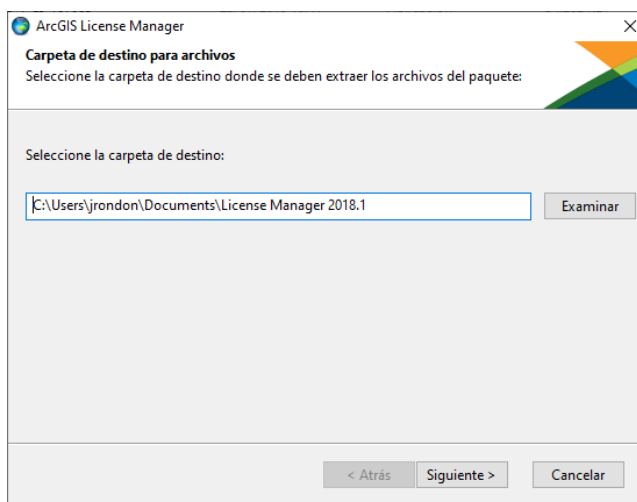 ArcGIS License Manager
Carpeta de destino para archivos
Seleccione la carpeta de destino donde se deben extraer los archivos del paquete:
Seleccione la carpeta de destino:
C:\Users\jrondon\Documents\License Manager 2018.1
Examinar
< Atrás
Siguiente >
Cancelar